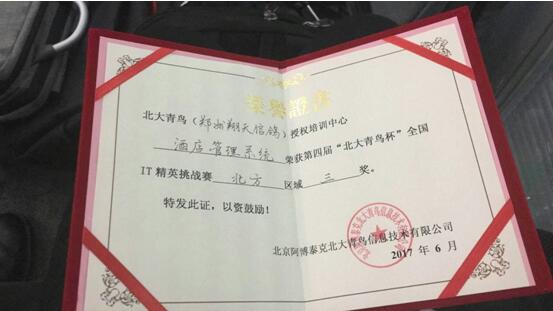 荣誉證書
北大青鸟（郑州翔天信鸽）授权培训中心
酒店管理系统 荣获第四届“北大青鸟杯”全国
IT 精英挑战赛 北方 区域 三 奖。
特发此证，以资鼓励！
北京阿博泰克北大青鸟信息技术有限公司
2017 年 6 月